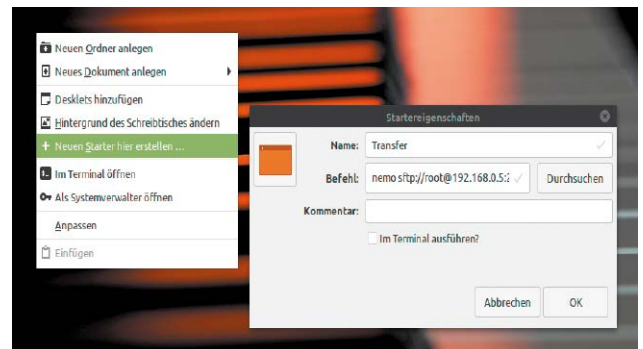 Neuen Ordner anlegen
Neues Dokument anlegen
Desklets hinzufügen
Hintergrund des Schreibtisches ändern
Neuen Starter hier erstellen ...
Im Terminal öffnen
Als Systemverwalter öffnen
Anpassen
Einfügen
Startereigenschaften
Name: Transfer
Befehl: nemo sftp://root@192.168.0.5:2 Durchsuchen
Kommentar:
Im Terminal ausführen?
Abbrechen OK